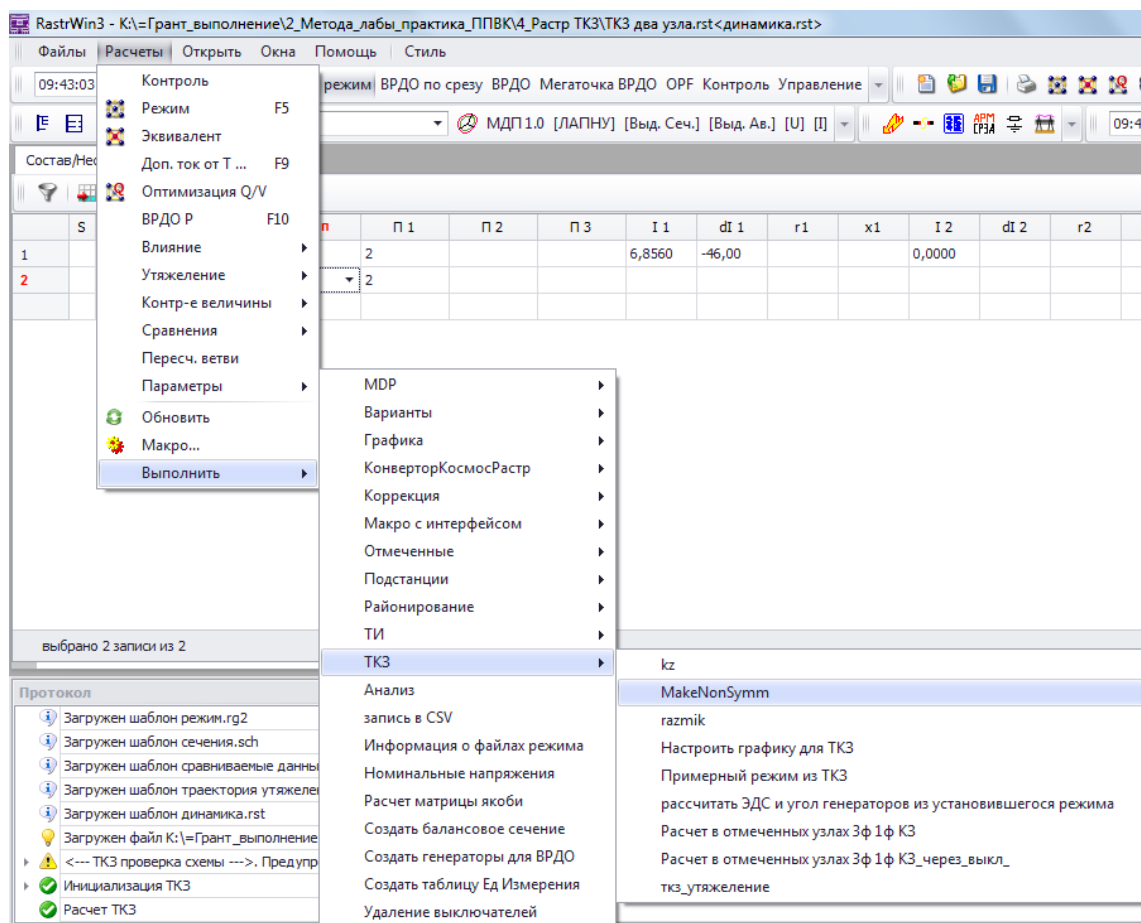 RastrWin3 - K:\=Грант_выполнение\2_Метода_лабы_практика_ППВК\4_Растр ТКЗ\ТКЗ два узла.rst<динамика.rst>
Файлы Расчеты Открыть Окна Помощь Стиль
09:43:03 режим ВРДО по срезу ВРДО Мегаточка ВРДО OPF Контроль Управление
МДП 1.0 [ЛАПНУ] [Выд. Сеч.] [Выд. Ав.] [U] [I] АРМ СРЗА 09:4
Состав/Нес
S п П 1 П 2 П 3 I 1 dI 1 r1 x1 I 2 dI 2 r2
1 2 6,8560 -46,00 0,0000
2 2
Контроль
Режим F5
Эквивалент
Доп. ток от Т ... F9
Оптимизация Q/V
ВРДО Р F10
Влияние
Утяжеление
Контр-е величины
Сравнения
Пересч. ветви
Параметры
Обновить
Макро...
Выполнить
MDP
Варианты
Графика
КонверторКосмосРастр
Коррекция
Макро с интерфейсом
Отмеченные
Подстанции
Районирование
ТИ
ТКЗ
Анализ
запись в CSV
Информация о файлах режима
Номинальные напряжения
Расчет матрицы якоби
Создать балансовое сечение
Создать генераторы для ВРДО
Создать таблицу Ед Измерения
Удаление выключателей
kz
MakeNonSymm
razmik
Настроить графику для ТКЗ
Примерный режим из ТКЗ
рассчитать ЭДС и угол генераторов из установившегося режима
Расчет в отмеченных узлах 3ф 1ф КЗ
Расчет в отмеченных узлах 3ф 1ф КЗ_через_выкл_
ткз_утяжеление
выбрано 2 записи из 2
Протокол
Загружен шаблон режим.rg2
Загружен шаблон сечения.sch
Загружен шаблон сравниваемые данны
Загружен шаблон траектория утяжеле
Загружен шаблон динамика.rst
Загружен файл K:\=Грант_выполнение
<--- ТКЗ проверка схемы --->. Предупр
Инициализация ТКЗ
Расчет ТКЗ